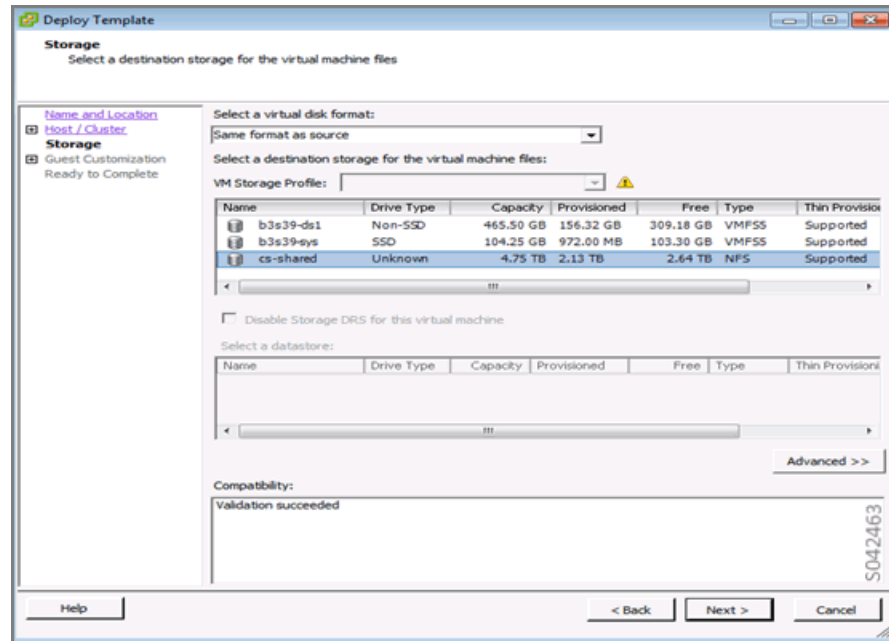 Deploy Template
Storage
Select a destination storage for the virtual machine files
Name and Location
Host / Cluster
Storage
Guest Customization
Ready to Complete
Select a virtual disk format:
Same format as source
Select a destination storage for the virtual machine files:
VM Storage Profile:
Name Drive Type Capacity Provisioned Free Type Thin Provision
b3s39-ds1 Non-SSD 465.50 GB 156.32 GB 309.18 GB VMFS5 Supported
b3s39-sys SSD 104.25 GB 972.00 MB 103.30 GB VMFS5 Supported
cs-shared Unknown 4.75 TB 2.13 TB 2.64 TB NFS Supported
Disable Storage DRS for this virtual machine
Select a datastore:
Name Drive Type Capacity Provisioned Free Type Thin Provisioni
Advanced >>
Compatibility:
Validation succeeded
S042463
Help
< Back
Next >
Cancel